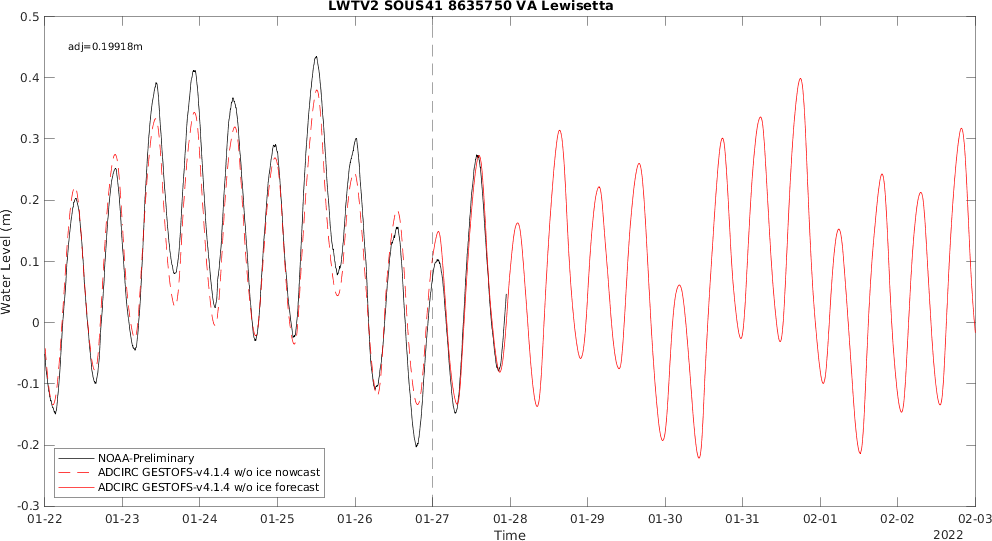 LWTV2 SOUS41 8635750 VA Lewisetta
adj=0.19918m
0.5
0.4
0.3
0.2
0.1
0
-0.1
-0.2
-0.3
Water Level (m)
NOAA-Preliminary
ADCIRC GESTOFS-v4.1.4 w/o ice nowcast
ADCIRC GESTOFS-v4.1.4 w/o ice forecast
01-22 01-23 01-24 01-25 01-26 01-27 01-28 01-29 01-30 01-31 02-01 02-02 02-03
Time
2022